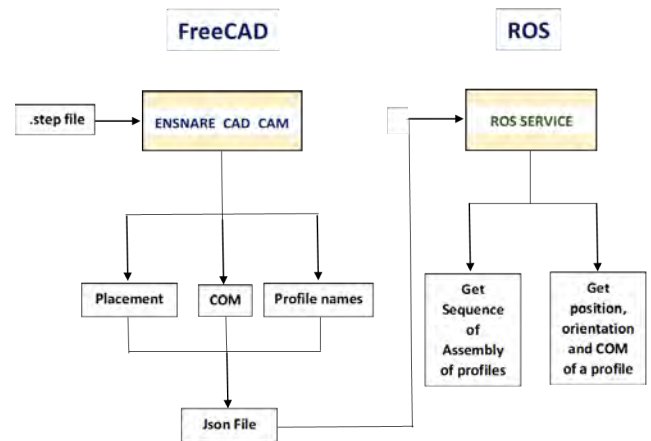 FreeCAD
ROS
.step file
ENSNARE CAD CAM
ROS SERVICE
Placement
COM
Profile names
Get
Sequence
of
Assembly
of profiles
Get
position,
orientation
and COM
of a profile
Json File